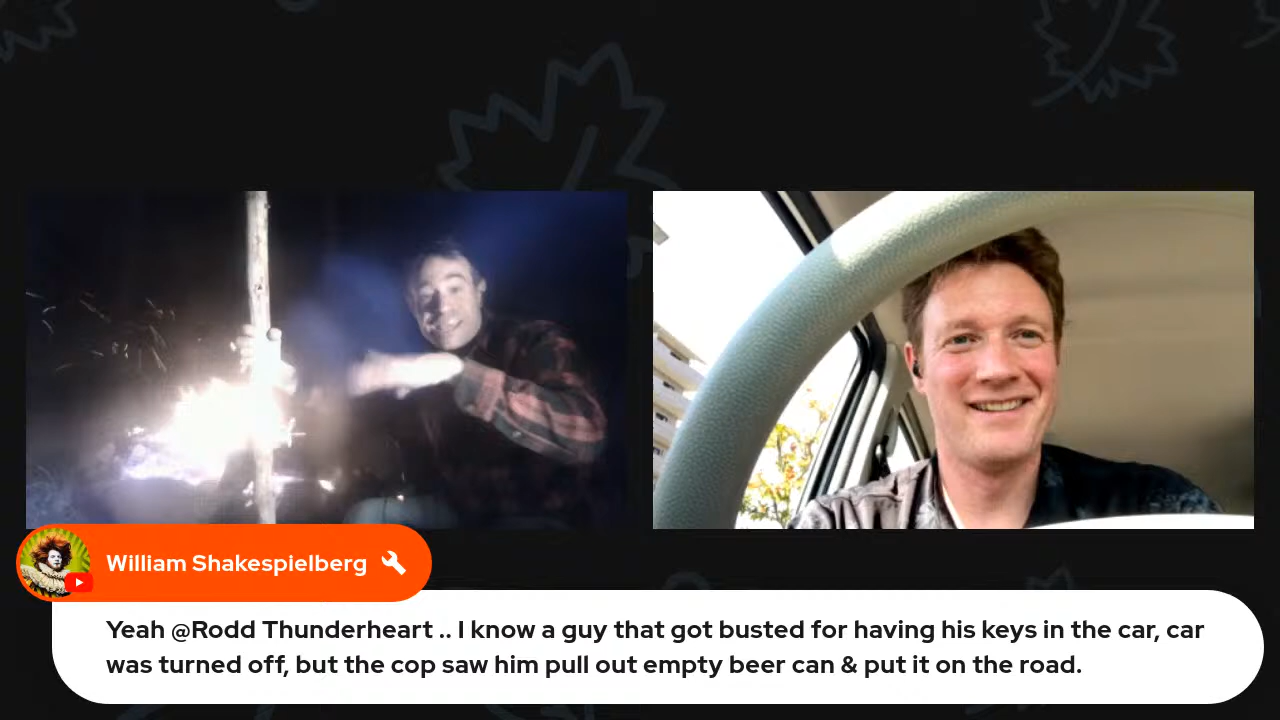 William Shakespielberg
Yeah @Rodd Thunderheart .. I know a guy that got busted for having his keys in the car, car
was turned off, but the cop saw him pull out empty beer can & put it on the road.